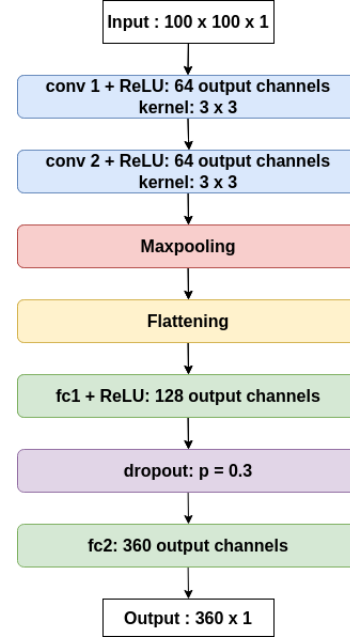 Input : 100 x 100 x 1
conv 1 + ReLU: 64 output channels
kernel: 3 x 3
conv 2 + ReLU: 64 output channels
kernel: 3 x 3
Maxpooling
Flattening
fc1 + ReLU: 128 output channels
dropout: p = 0.3
fc2: 360 output channels
Output : 360 x 1